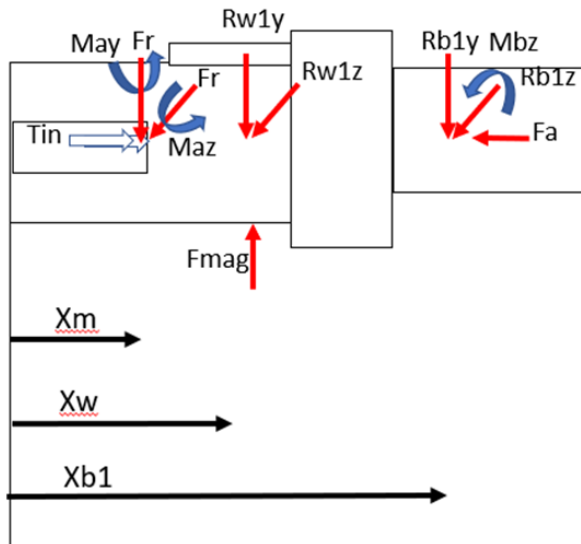 Rw1y
May Fr
Rb1y Mbz
Fr
Rw1z
Rb1z
Tin
Maz
Fa
Fmag
Xm
Xw
Xb1